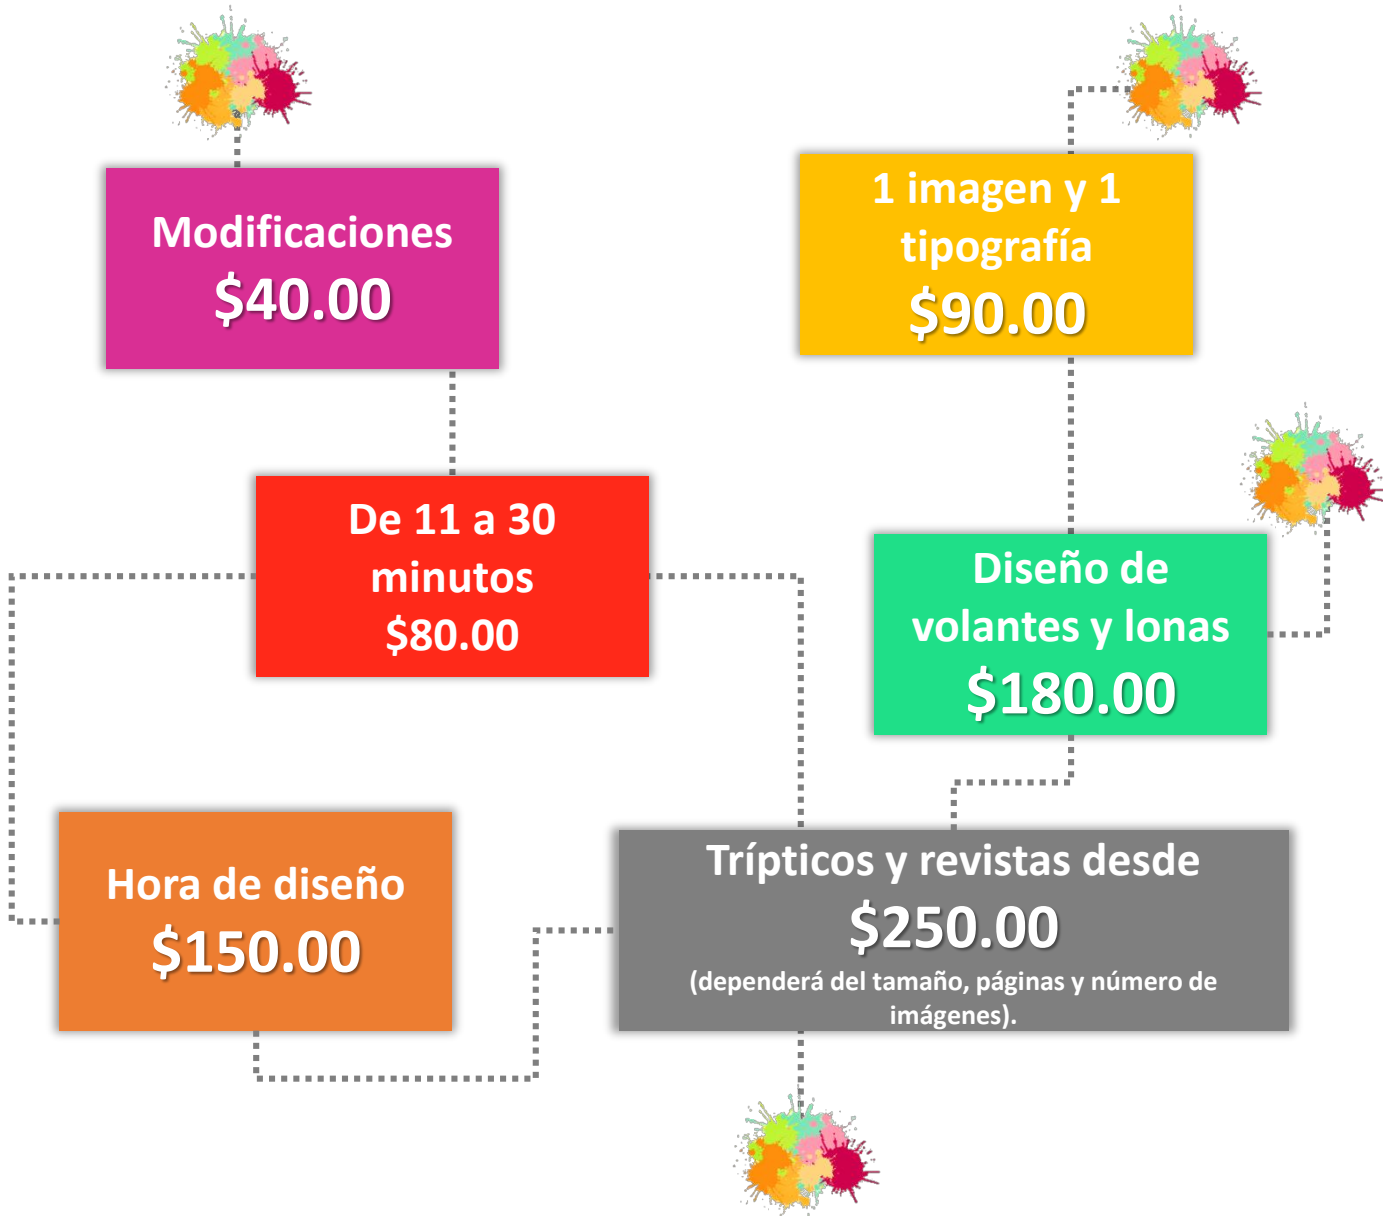 Modificaciones
$40.00
1 imagen y 1
tipografía
$90.00
De 11 a 30
minutos
$80.00
Diseño de
volantes y lonas
$180.00
Hora de diseño
$150.00
Trípticos y revistas desde
$250.00
(dependerá del tamaño, páginas y número de
imágenes).